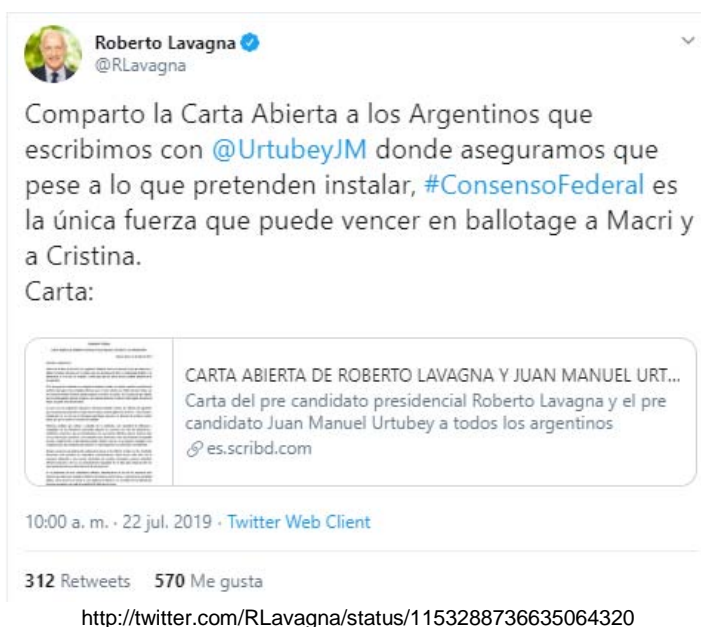 Roberto Lavagna
@RLavagna
Comparto la Carta Abierta a los Argentinos que
escribimos con @UrtubeyJM donde aseguramos que
pese a lo que pretenden instalar, #ConsensoFederal es
la única fuerza que puede vencer en ballotage a Macri y
a Cristina.
Carta:
CARTA ABIERTA DE ROBERTO LAVAGNA Y JUAN MANUEL URT...
Carta del pre candidato presidencial Roberto Lavagna y el pre
candidato Juan Manuel Urtubey a todos los argentinos
es.scribd.com
10:00 a. m. · 22 jul. 2019 · Twitter Web Client
312 Retweets 570 Me gusta
http://twitter.com/RLavagna/status/1153288736635064320